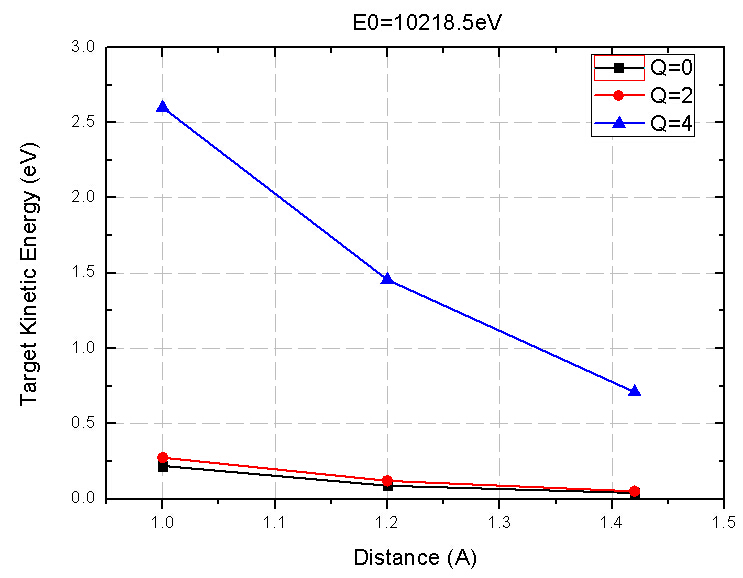 E0=10218.5eV
3.0
2.5
2.0
1.5
1.0
0.5
0.0
Target Kinetic Energy (eV)
Q=0
Q=2
Q=4
1.0 1.1 1.2 1.3 1.4 1.5
Distance (A)